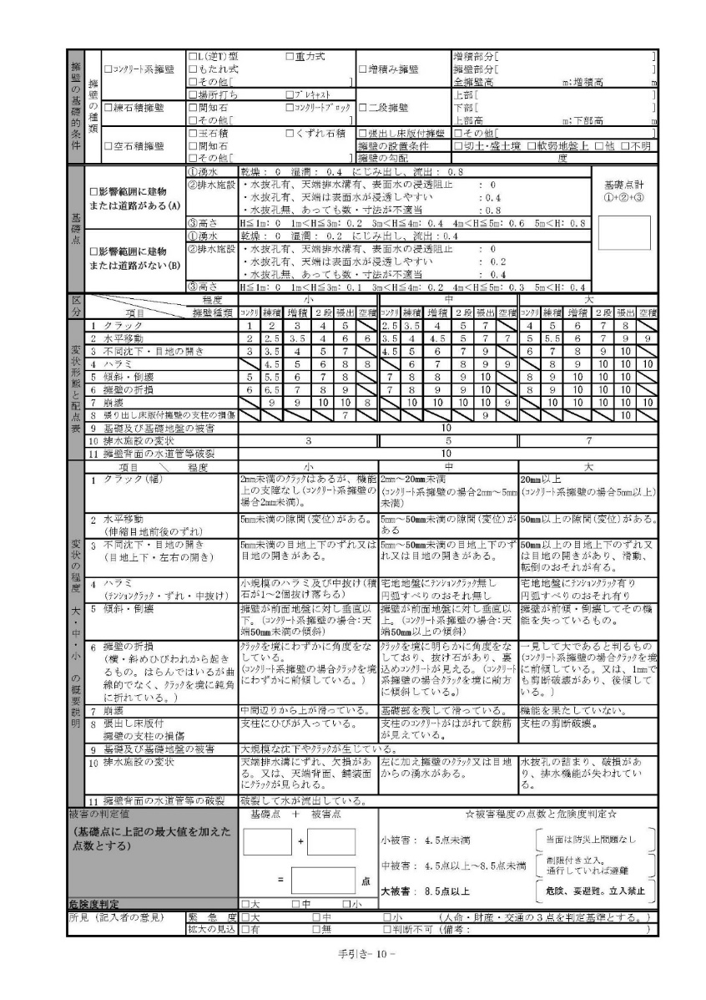 擁壁の基礎的条件
擁壁の種類
□コンクリート系擁壁
□L(逆T)型 □重力式
□もたれ式
□その他[ ]
□増積み擁壁
増積部分[ ]
擁壁部分[ ]
全擁壁高 m;増積高 m
□練石積擁壁
□場所打ち □プレキャスト
□間知石 □コンクリートブロック
□その他[ ]
□二段擁壁
上部[ ]
下部[ ]
上部高 m;下部高 m
□空石積擁壁
□玉石積 □くずれ石積
□間知石
□その他[ ]
□張出し床版付擁壁 □その他[ ]
擁壁の設置条件 □切土・盛土境 □軟弱地盤上 □他 □不明
擁壁の勾配 度
基礎点
□影響範囲に建物
または道路がある(A)
①湧水 乾燥: 0 湿潤: 0.4 にじみ出し、流出: 0.8
②排水施設 ・水抜孔有、天端排水溝有、表面水の浸透阻止 : 0
・水抜孔有、天端は表面水が浸透しやすい :0.4
・水抜孔無、あっても数・寸法が不適当 :0.8
③高さ H≦1m: 0 1m<H≦3m: 0.2 3m<H≦4m: 0.4 4m<H≦5m: 0.6 5m<H: 0.8
基礎点計
①+②+③
□影響範囲に建物
または道路がない(B)
①湧水 乾燥: 0 湿潤: 0.2 にじみ出し、流出:0.4
②排水施設 ・水抜孔有、天端排水溝有、表面水の浸透阻止 : 0
・水抜孔有、天端は表面水が浸透しやすい : 0.2
・水抜孔無、あっても数・寸法が不適当 : 0.4
③高さ H≦1m: 0 1m<H≦3m: 0.1 3m<H≦4m: 0.2 4m<H≦5m: 0.3 5m<H: 0.4
区分
程度 小 中 大
項目 擁壁種類 コンクリ 練積 増積 2段 張出 空積 コンクリ 練積 増積 2段 張出 空積 コンクリ 練積 増積 2段 張出 空積
変状形態と配点表
1 クラック 1 2 3 4 5 2.5 3.5 4 5 7 4 5 6 7 8
2 水平移動 2 2.5 3.5 4 6 6 3.5 4 4.5 5 7 7 5 5.5 6 7 9 9
3 不同沈下・目地の開き 3 3.5 4 5 7 4.5 5 6 7 9 6 7 8 9 10
4 ハラミ 4.5 5 6 8 8 6 7 8 9 9 8 9 10 10 10
5 傾斜・倒壊 5 5.5 6 7 8 7 8 8 9 10 8 9 10 10 10
6 擁壁の折損 6 6.5 7 8 9 7 8 9 9 10 8 9 10 10 10
7 崩壊 9 9 10 10 8 10 10 10 10 9 10 10 10 10 10
8 張り出し床版付擁壁の支柱の損傷 7 9 10
9 基礎及び基礎地盤の被害 10
10 排水施設の変状 3 5 7
11 擁壁背面の水道管等破裂 10
変状の程度 大・中・小 の概要説明
項目 \ 程度 小 中 大
1 クラック(幅)
2mm未満のクラックはあるが、機能
上の支障なし(コンクリート系擁壁の
場合2mm未満)。
2mm~20mm未満
(コンクリート系擁壁の場合2mm~5mm
未満)
20mm以上
(コンクリート系擁壁の場合5mm以上)
2 水平移動
(伸縮目地前後のずれ)
5mm未満の隙間(変位)がある。
5mm~50mm未満の隙間(変位)が
ある
50mm以上の隙間(変位)がある。
3 不同沈下・目地の開き
(目地上下・左右の開き)
5mm未満の目地上下のずれ又は
目地の開きがある。
5mm~50mm未満の目地上下のず
れ又は目地の開きがある。
50mm以上の目地上下のずれ又
は目地の開きがあり、滑動、
転倒のおそれが有る。
4 ハラミ
(テンションクラック・ずれ・中抜け)
小規模のハラミ及び中抜け(積
石が1~2個抜け落ちる)
宅地地盤にテンションクラック無し
円弧すべりのおそれ無し
宅地地盤にテンションクラック有り
円弧すべりのおそれ有り
5 傾斜・倒壊
擁壁が前面地盤に対し垂直以
下。(コンクリート系擁壁の場合:天
端50mm未満の傾斜)
擁壁が前面地盤に対し垂直以
上。(コンクリート系擁壁の場合:天
端50mm以上の傾斜)
擁壁が前傾・倒壊してその機
能を失っているもの。
6 擁壁の折損
(横・斜めひびわれから起き
るもの。はらんではいるが曲
線的でなく、クラックを境に鈍角
に折れている。)
クラックを境にわずかに角度をな
している。
(コンクリート系擁壁の場合クラックを境
にわずかに前傾している。)
クラックを境に明らかに角度をな
しており、抜け石があり、裏
込めコンクリートが見える。(コンクリート
系擁壁の場合クラックを境に前方
に傾斜している。)
一見して大であると判るもの
(コンクリート系擁壁の場合クラックを境
に前傾している。又は、1mmで
も剪断破壊があり、後傾して
いる。)
7 崩壊
中間辺りから上が滑っている。
基礎部を残して滑っている。
機能を果たしていない。
8 張出し床版付
擁壁の支柱の損傷
支柱にひびが入っている。
支柱のコンクリートがはがれて鉄筋
が見えている。
支柱の剪断破壊。
9 基礎及び基礎地盤の被害
大規模な沈下やクラックが生じている。
10 排水施設の変状
天端排水溝にずれ、欠損があ
る。又は、天端背面、舗装面
にクラックが見られる。
左に加え擁壁のクラック又は目地
からの湧水がある。
水抜孔の詰まり、破損があ
り、排水機能が失われてい
る。
11 擁壁背面の水道管等の破裂
破裂して水が流出している。
被害の判定値
(基礎点に上記の最大値を加えた
点数とする)
基礎点 + 被害点
+
= 点
☆被害程度の点数と危険度判定☆
小被害: 4.5点未満
当面は防災上問題なし
中被害: 4.5点以上~8.5点未満
制限付き立入。
通行していれば避難
大被害: 8.5点以上
危険、要避難。立入禁止
危険度判定 □大 □中 □小
所見(記入者の意見)
緊急度 □大 □中 □小 (人命・財産・交通の3点を判定基準とする。)
拡大の見込 □有 □無 □判断不可(備考: )
手引き- 10 -